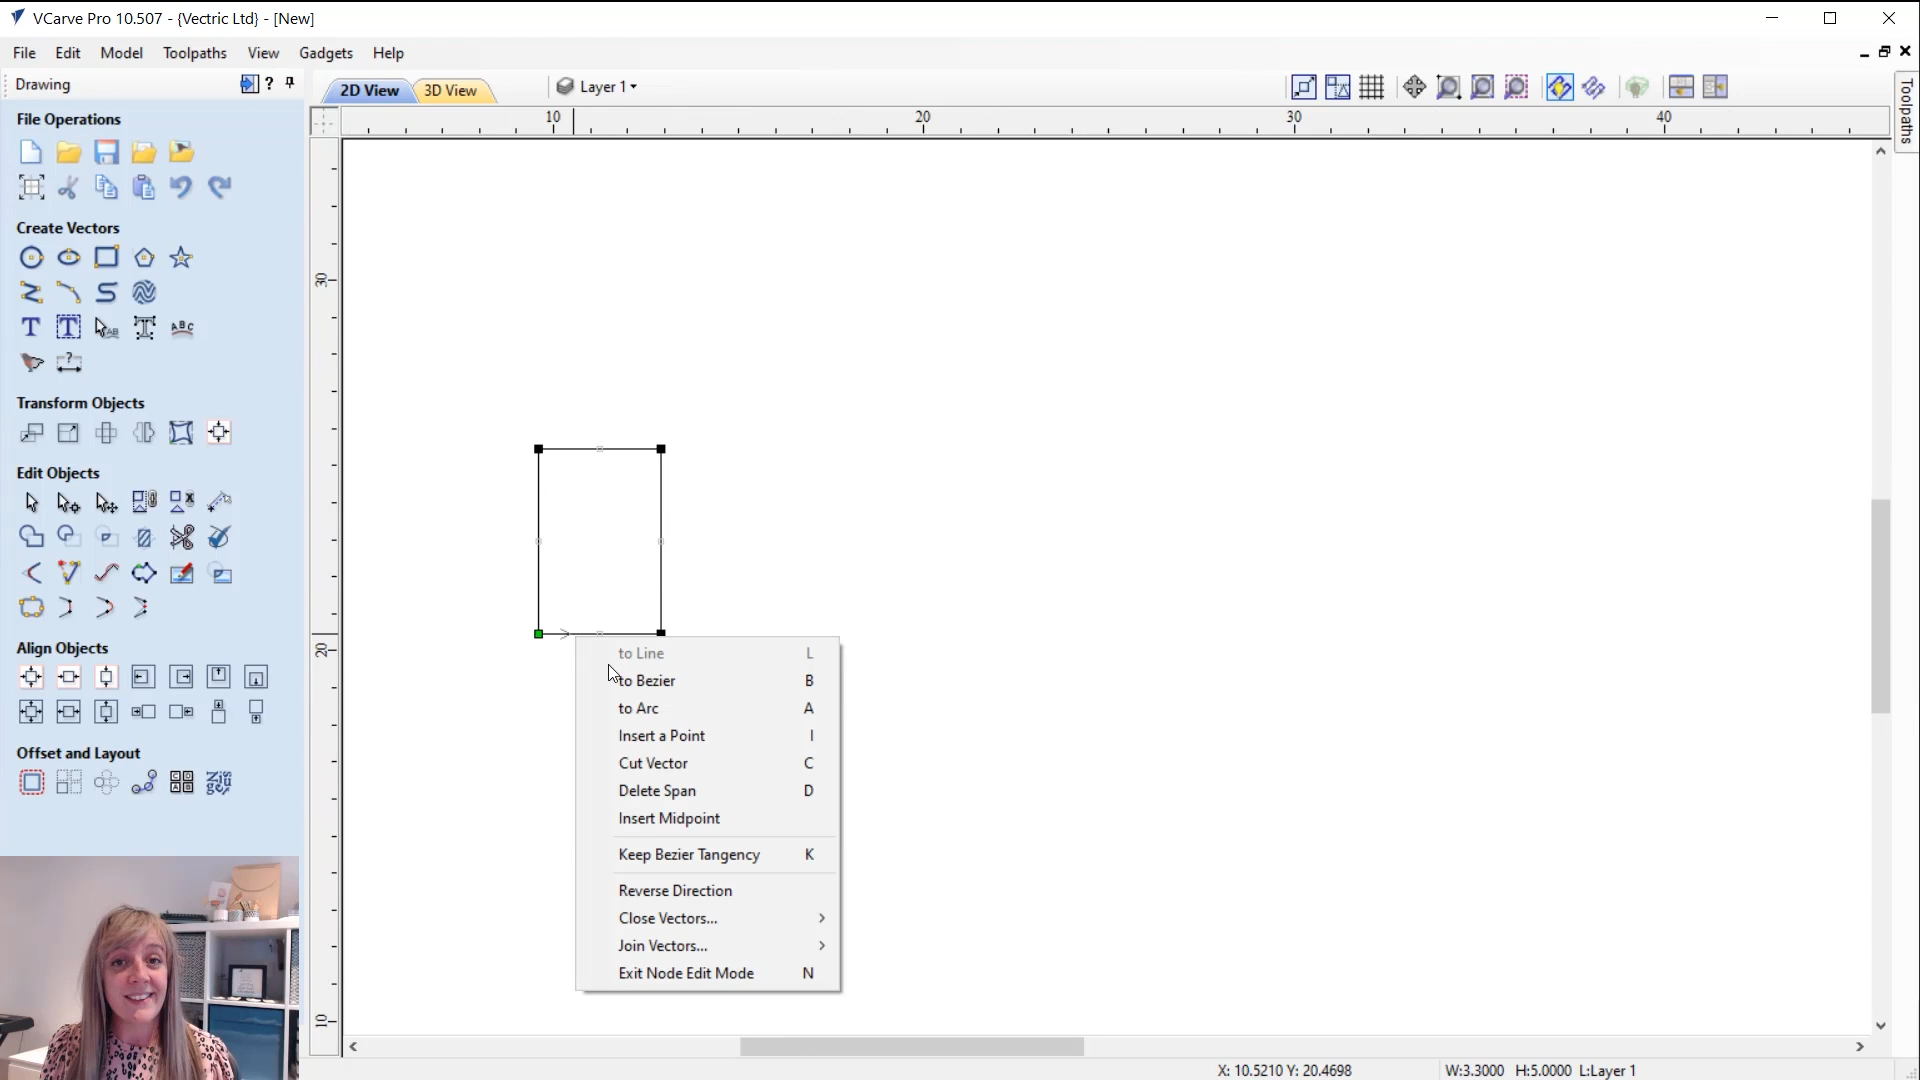 VCarve Pro 10.507 - {Vectric Ltd} - [New]
File Edit Model Toolpaths View Gadgets Help
Drawing ?
2D View 3D View Layer 1
Toolpaths
File Operations
Create Vectors
Transform Objects
Edit Objects
Align Objects
Offset and Layout
10 20 30 40
30
20
10
to Line L
to Bezier B
to Arc A
Insert a Point I
Cut Vector C
Delete Span D
Insert Midpoint
Keep Bezier Tangency K
Reverse Direction
Close Vectors...
Join Vectors...
Exit Node Edit Mode N
X: 10.5210 Y: 20.4698 W:3.3000 H:5.0000 L:Layer 1